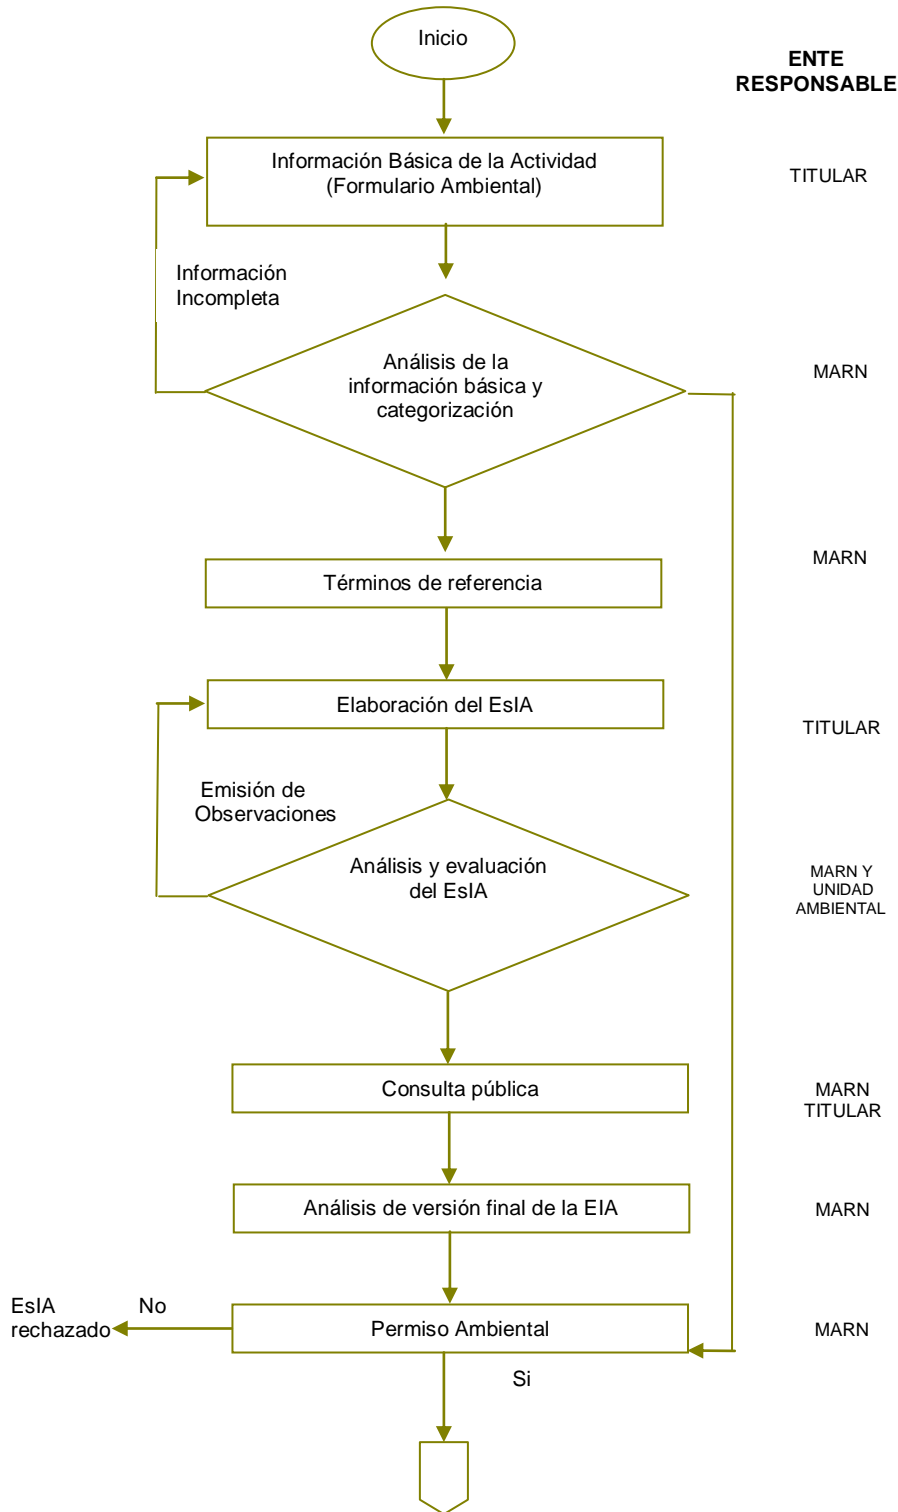 Inicio
ENTE
RESPONSABLE
Información Básica de la Actividad
(Formulario Ambiental)
TITULAR
Información
Incompleta
Análisis de la
información básica y
categorización
MARN
MARN
Términos de referencia
Elaboración del EsIA
TITULAR
Emisión de
Observaciones
Análisis y evaluación
del EsIA
MARN Y
UNIDAD
AMBIENTAL
Consulta pública
MARN
TITULAR
Análisis de versión final de la EIA
MARN
EsIA
rechazado
No
Permiso Ambiental
MARN
Si